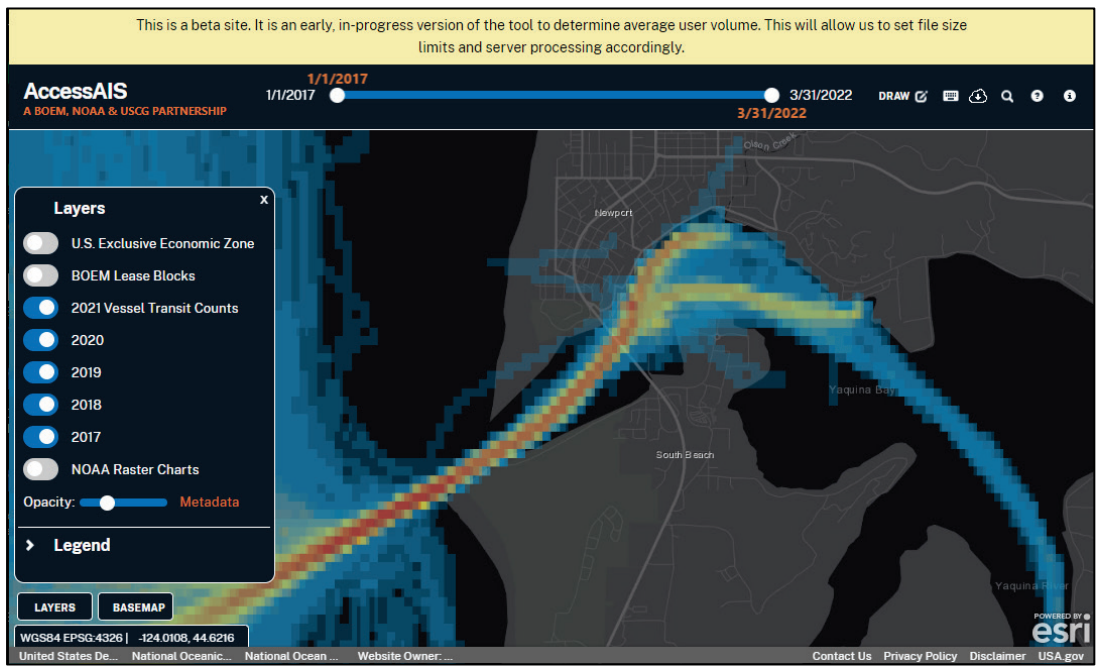 This is a beta site. It is an early, in-progress version of the tool to determine average user volume. This will allow us to set file size
limits and server processing accordingly.
AccessAIS
A BOEM, NOAA & USCG PARTNERSHIP
1/1/2017
1/1/2017
3/31/2022
3/31/2022
DRAW
Olson Creek
Newport
Layers
x
U.S. Exclusive Economic Zone
BOEM Lease Blocks
2021 Vessel Transit Counts
2020
2019
2018
2017
NOAA Raster Charts
Opacity:
Metadata
Legend
Yaquina Bay
South Beach
Yaquina River
LAYERS
BASEMAP
POWERED BY
esri
WGS84 EPSG:4326 | -124.0108, 44.6216
United States De... National Oceanic... National Ocean ... Website Owner: ...
Contact Us Privacy Policy Disclaimer USA.gov